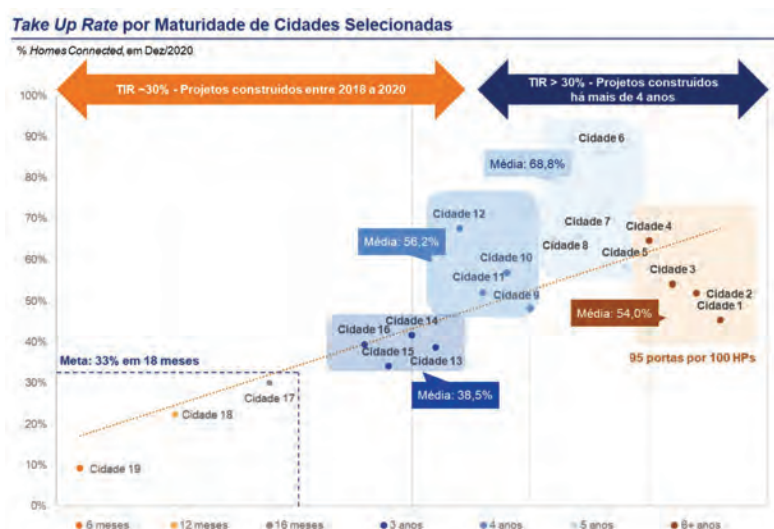 Take Up Rate por Maturidade de Cidades Selecionadas
% Homes Connected, em Dez/2020
TIR ~30% - Projetos construídos entre 2018 a 2020
TIR > 30% - Projetos construídos
há mais de 4 anos
100%
90%
80%
70%
60%
50%
40%
30%
20%
10%
0%
Cidade 6
Média: 68,8%
Cidade 12
Cidade 7
Cidade 4
Média: 56,2%
Cidade 8
Cidade 5
Cidade 10
Cidade 3
Cidade 11
Cidade 9
Cidade 2
Cidade 1
Média: 54,0%
Cidade 14
Cidade 16
Cidade 15
Cidade 13
95 portas por 100 HPs
Meta: 33% em 18 meses
Média: 38,5%
Cidade 17
Cidade 18
Cidade 19
6 meses
12 meses
16 meses
3 anos
4 anos
5 anos
6+ anos